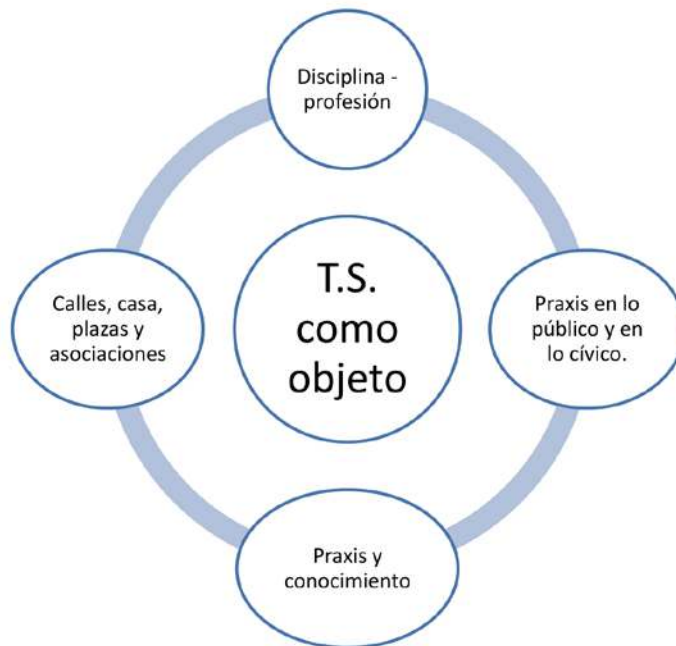 Disciplina -
profesión
Calles, casa,
plazas y
asociaciones
T.S.
como
objeto
Praxis en lo
público y en
lo cívico.
Praxis y
conocimiento